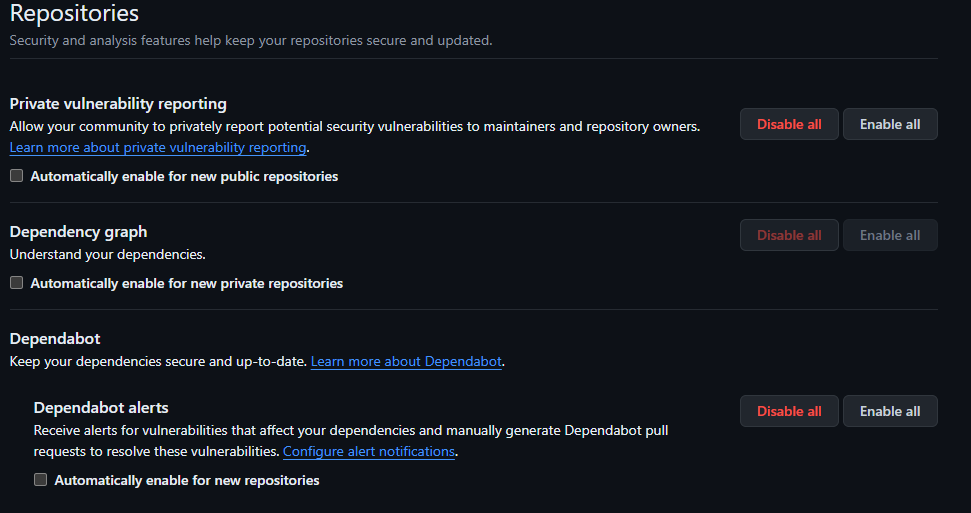 Repositories
Security and analysis features help keep your repositories secure and updated.
Private vulnerability reporting
Allow your community to privately report potential security vulnerabilities to maintainers and repository owners.
Learn more about private vulnerability reporting.
Disable all
Enable all
Automatically enable for new public repositories
Dependency graph
Understand your dependencies.
Disable all
Enable all
Automatically enable for new private repositories
Dependabot
Keep your dependencies secure and up-to-date. Learn more about Dependabot.
Dependabot alerts
Receive alerts for vulnerabilities that affect your dependencies and manually generate Dependabot pull
requests to resolve these vulnerabilities. Configure alert notifications.
Disable all
Enable all
Automatically enable for new repositories